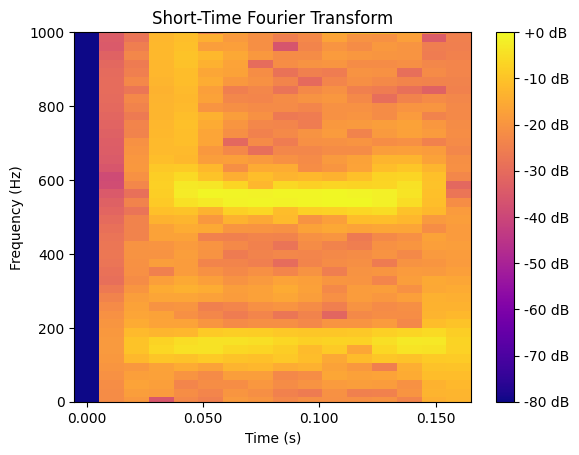 Short-Time Fourier Transform
1000
800
600
400
200
0
Frequency (Hz)
0.000
0.050
0.100
0.150
Time (s)
+0 dB
-10 dB
-20 dB
-30 dB
-40 dB
-50 dB
-60 dB
-70 dB
-80 dB